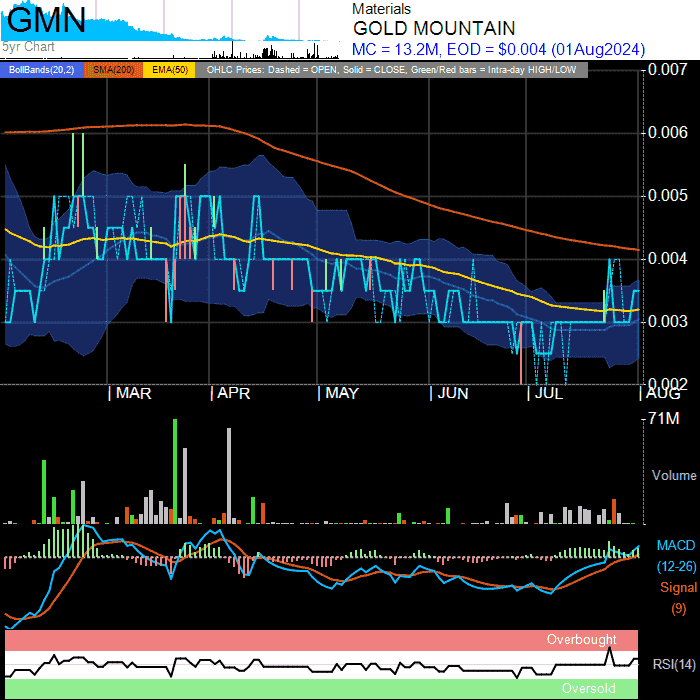 GMN
5yr Chart
Materials
GOLD MOUNTAIN
MC = 13.2M, EOD = $0.004 (01Aug2024)
BollBands(20,2) SMA(200) EMA(50) OHLC Prices: Dashed = OPEN, Solid = CLOSE, Green/Red bars = Intra-day HIGH/LOW
0.007
0.006
0.005
0.004
0.003
0.002
MAR APR MAY JUN JUL AUG
71M
Volume
MACD
(12-26)
Signal
(9)
Overbought
RSI(14)
Oversold